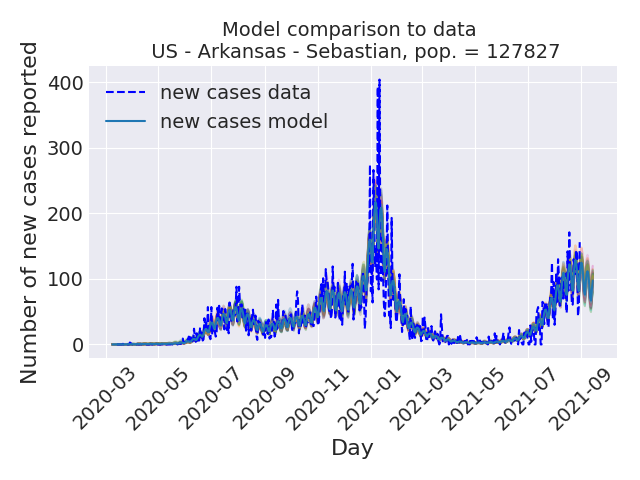 Model comparison to data
US - Arkansas - Sebastian, pop. = 127827
Number of new cases reported
400
300
200
100
0
new cases data
new cases model
2020-03
2020-05
2020-07
2020-09
2020-11
2021-01
2021-03
2021-05
2021-07
2021-09
Day